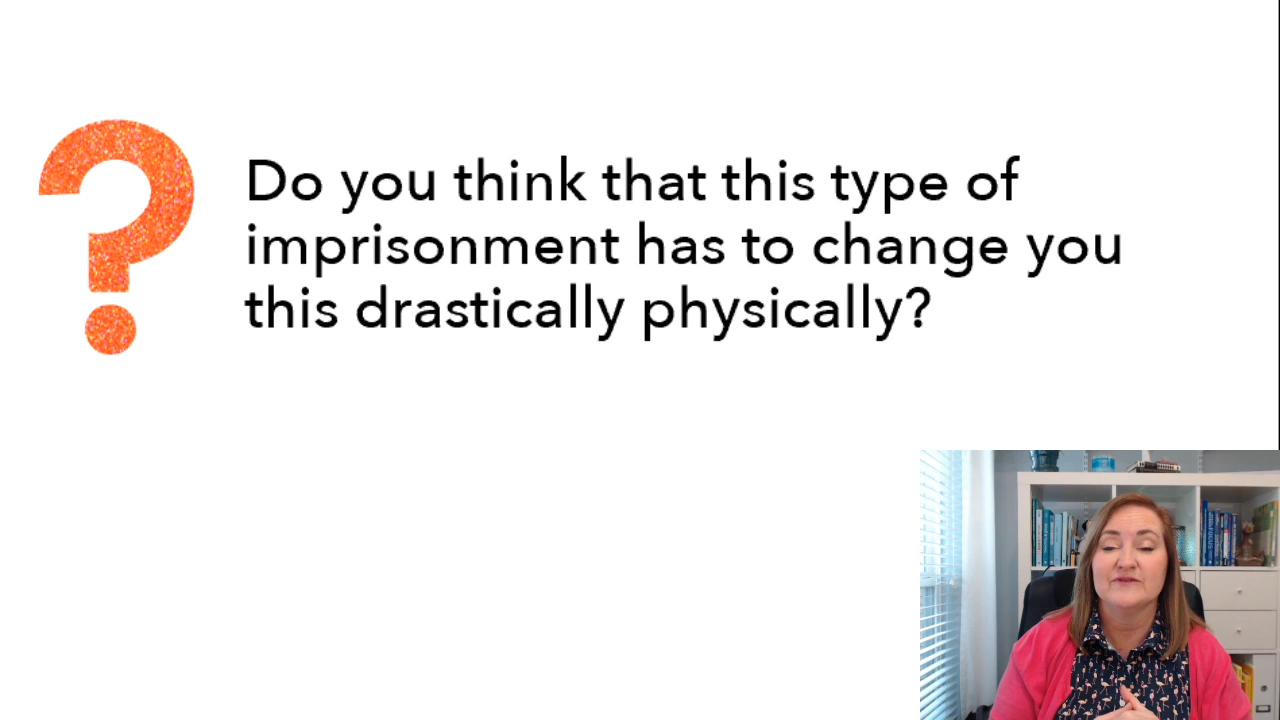 ?
Do you think that this type of
imprisonment has to change you
this drastically physically?